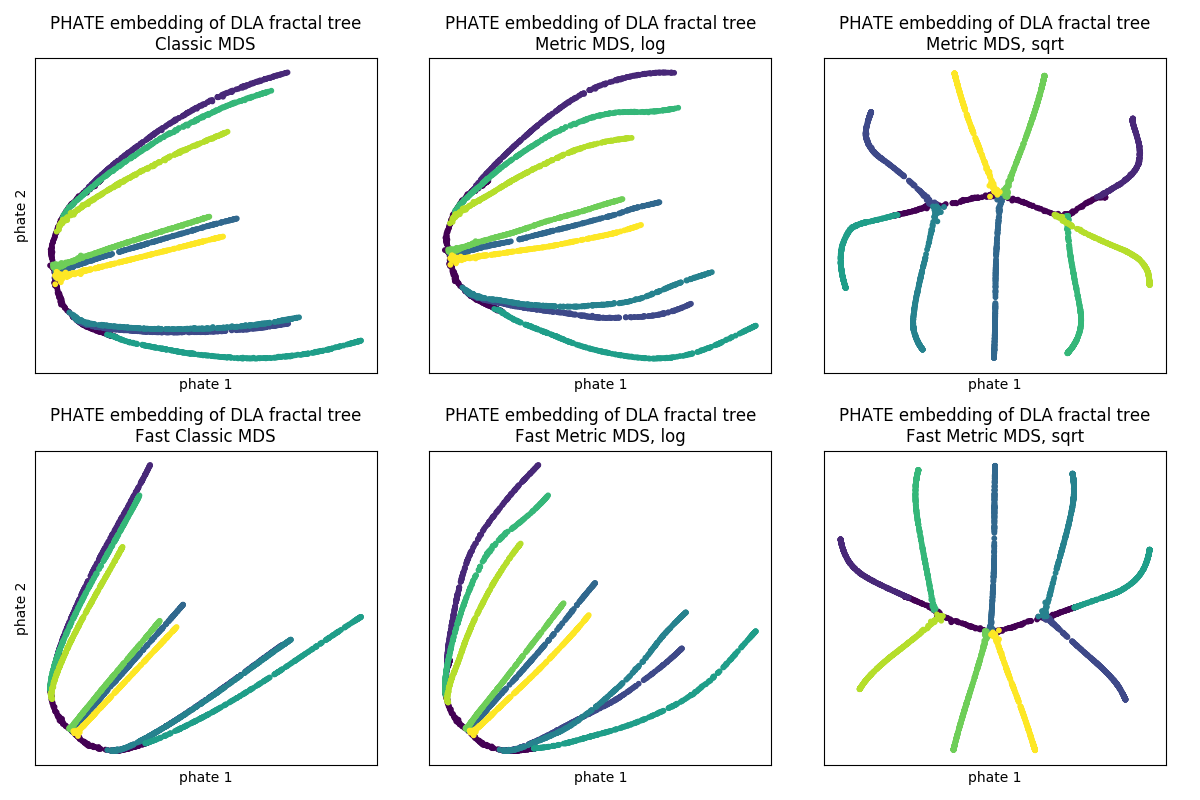 PHATE embedding of DLA fractal tree
Classic MDS
PHATE embedding of DLA fractal tree
Metric MDS, log
PHATE embedding of DLA fractal tree
Metric MDS, sqrt
phate 2
phate 1
phate 1
phate 1
PHATE embedding of DLA fractal tree
Fast Classic MDS
PHATE embedding of DLA fractal tree
Fast Metric MDS, log
PHATE embedding of DLA fractal tree
Fast Metric MDS, sqrt
phate 2
phate 1
phate 1
phate 1